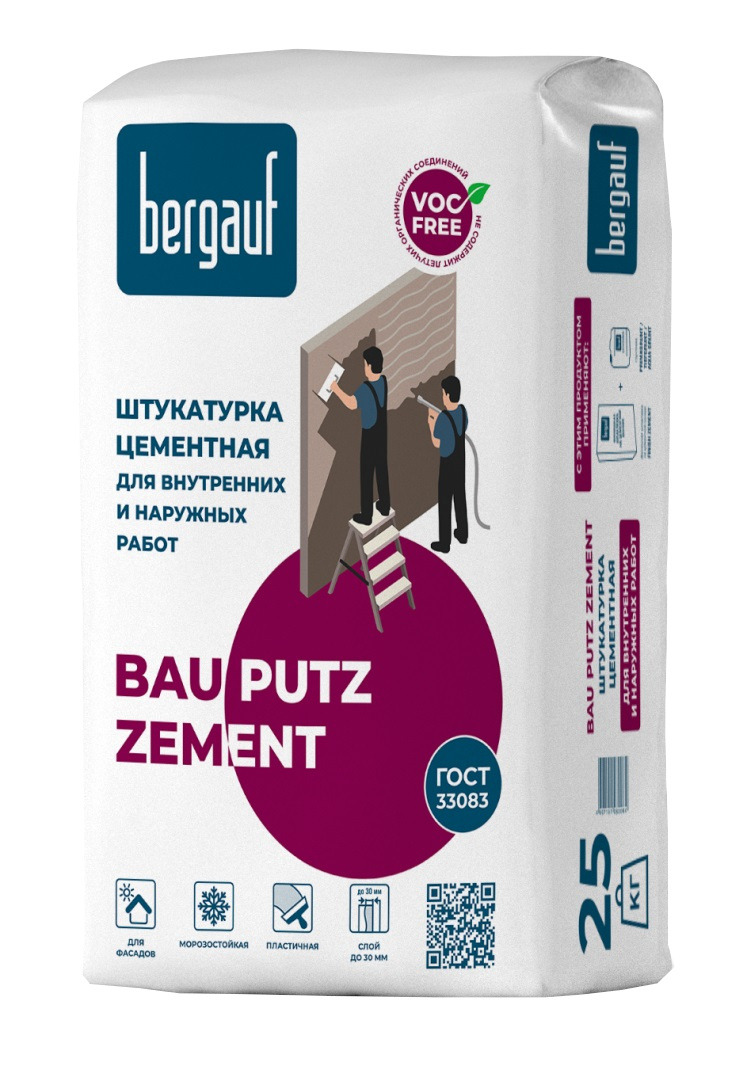 bergauf
VOC
FREE
НЕ СОДЕРЖИТ ЛЕТУЧИХ ОРГАНИЧЕСКИХ СОЕДИНЕНИЙ
ШТУКАТУРКА
ЦЕМЕНТНАЯ
ДЛЯ ВНУТРЕННИХ
И НАРУЖНЫХ
РАБОТ
BAU PUTZ
ZEMENT
ГОСТ
33083
ДЛЯ
ФАСАДОВ
МОРОЗОСТОЙКАЯ
ПЛАСТИЧНАЯ
до 30 мм
СЛОЙ
ДО 30 ММ
bergauf
С ЭТИМ ПРОДУКТОМ
ПРИМЕНЯЮТ:
bergauf
+
BAU PUTZ ZEMENT
ШТУКАТУРКА
ЦЕМЕНТНАЯ
ДЛЯ ВНУТРЕННИХ
И НАРУЖНЫХ РАБОТ
25
КГ